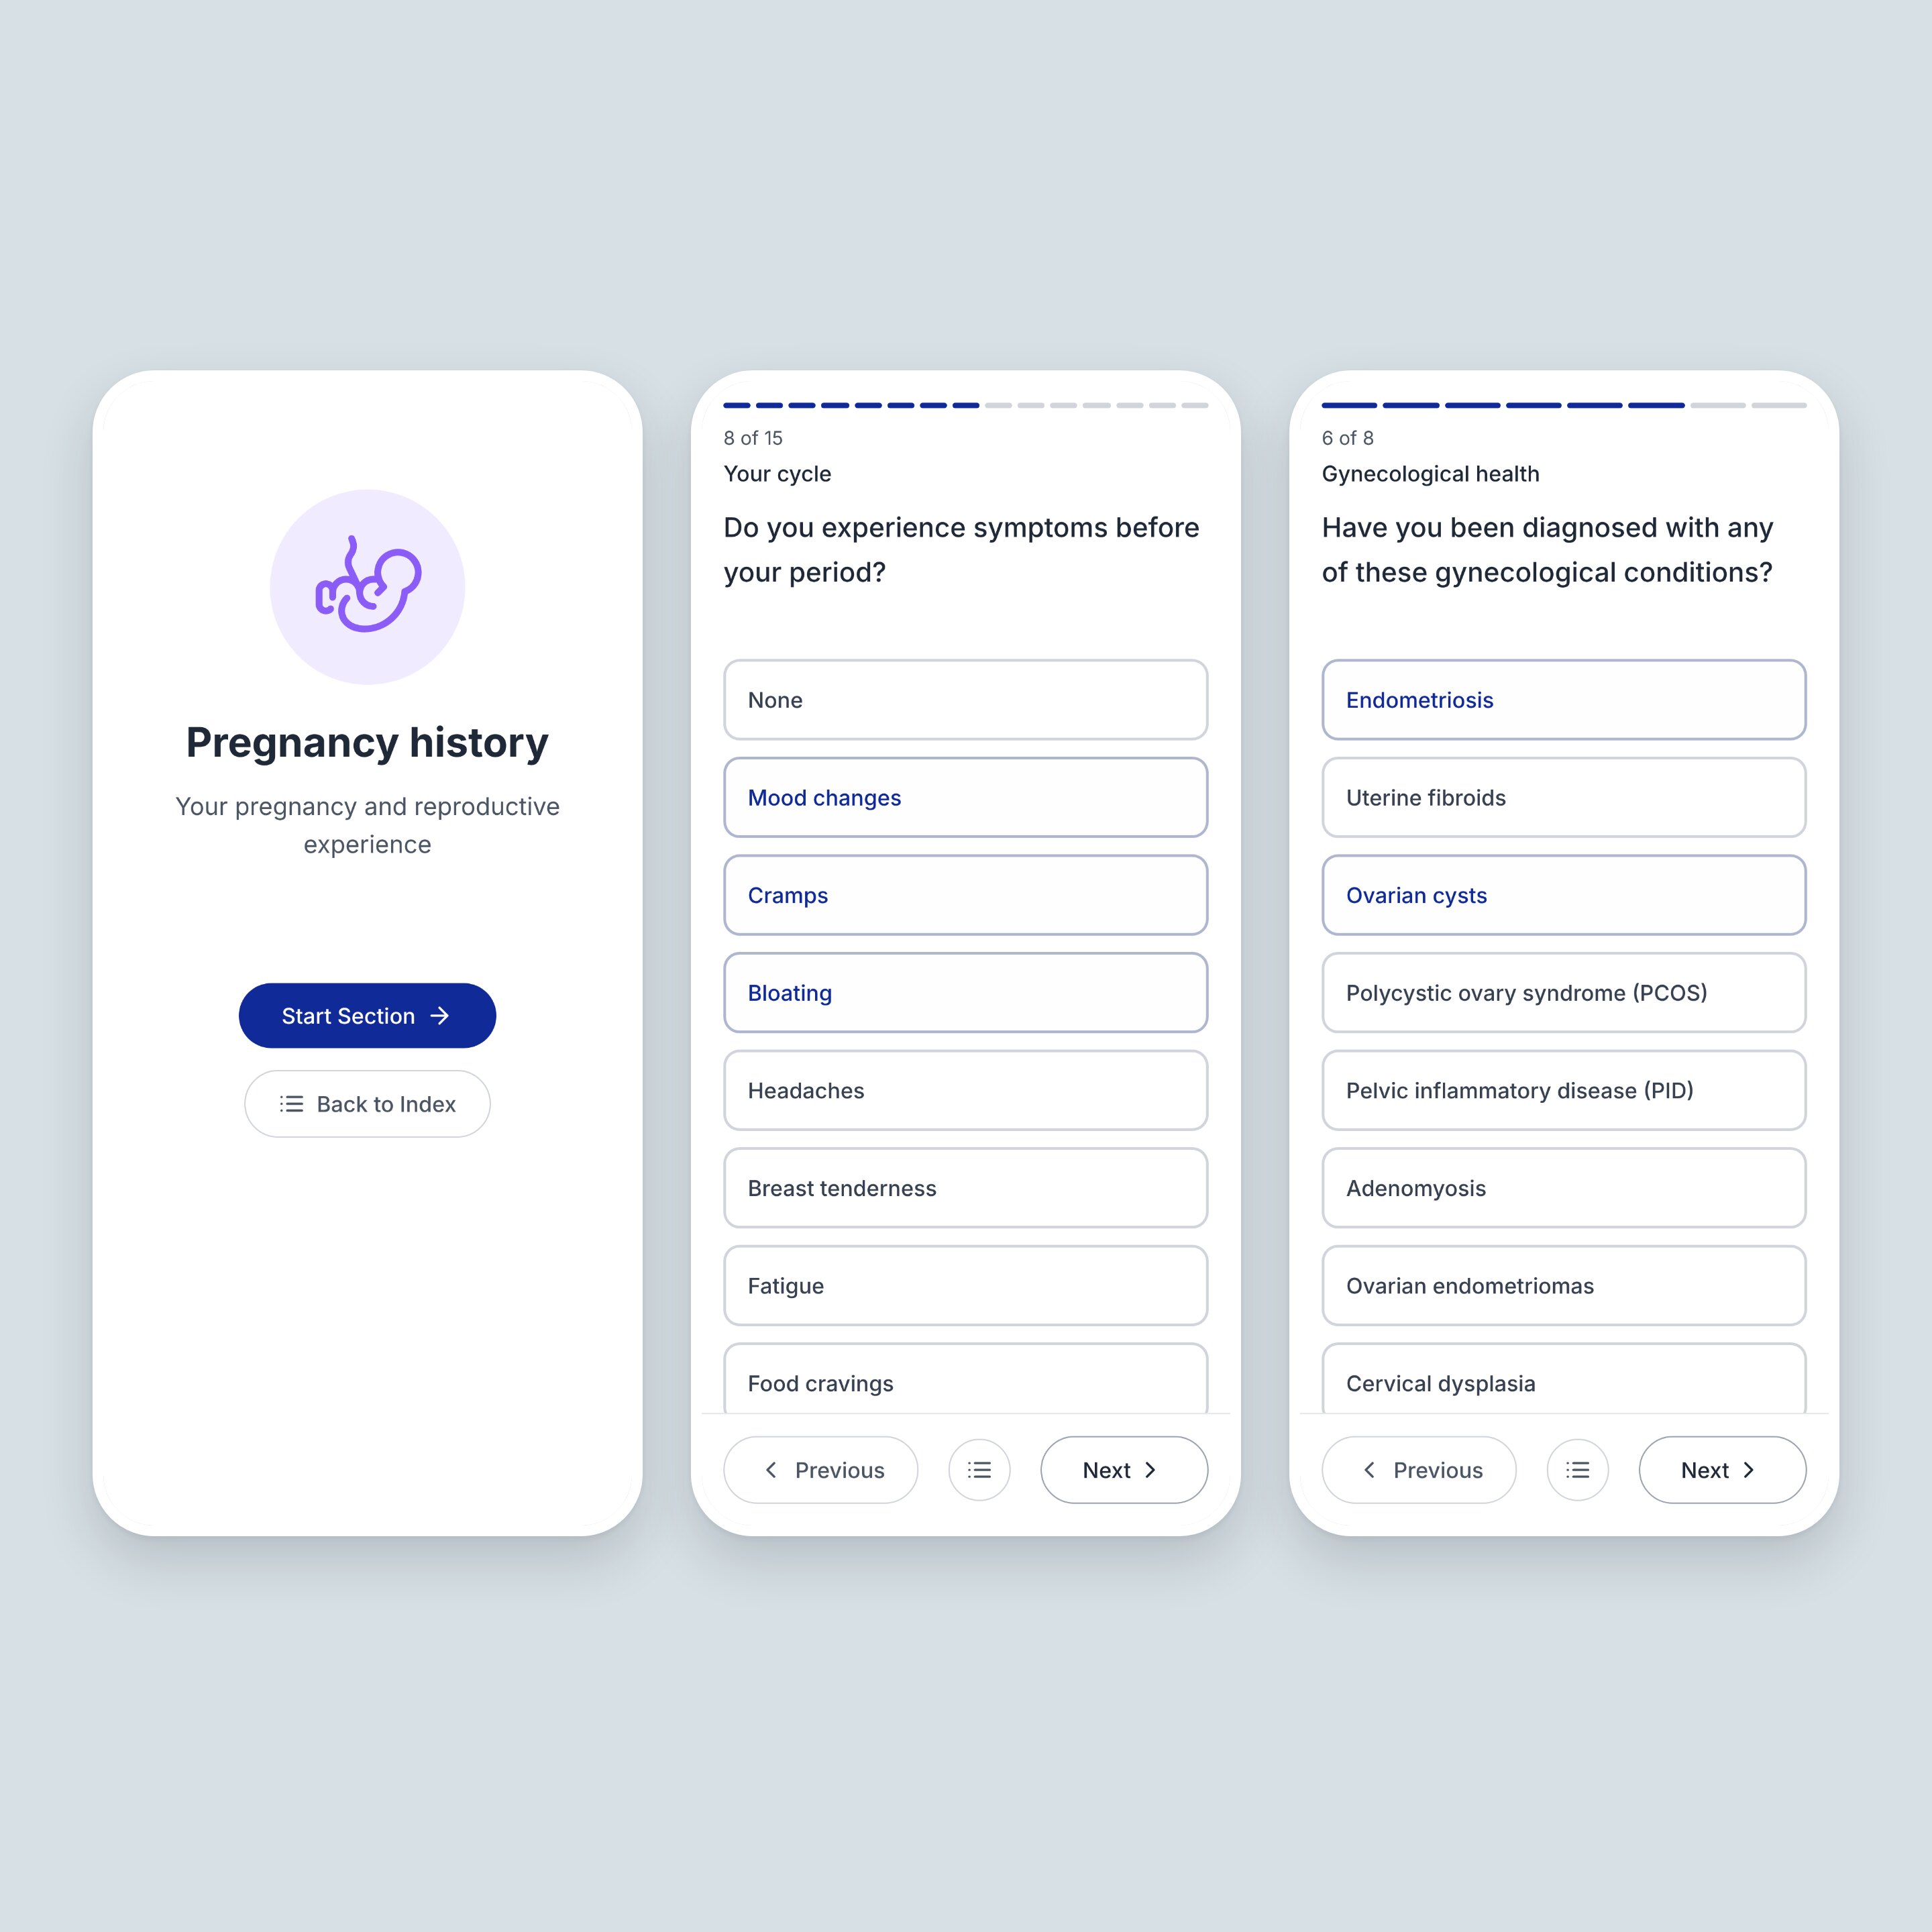 Pregnancy history
Your pregnancy and reproductive
experience
Start Section
Back to Index
8 of 15
Your cycle
Do you experience symptoms before
your period?
None
Mood changes
Cramps
Bloating
Headaches
Breast tenderness
Fatigue
Food cravings
Previous
Next
6 of 8
Gynecological health
Have you been diagnosed with any
of these gynecological conditions?
Endometriosis
Uterine fibroids
Ovarian cysts
Polycystic ovary syndrome (PCOS)
Pelvic inflammatory disease (PID)
Adenomyosis
Ovarian endometriomas
Cervical dysplasia
Previous
Next